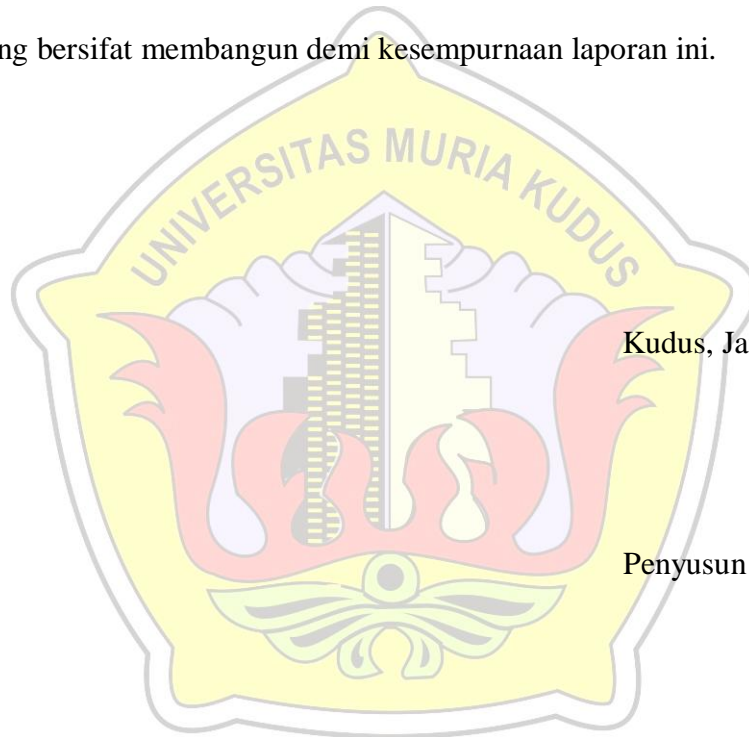 ng bersifat membangun demi kesempurnaan laporan ini.
UNIVERSITAS MURIA KUDUS
Kudus, Ja
Penyusun